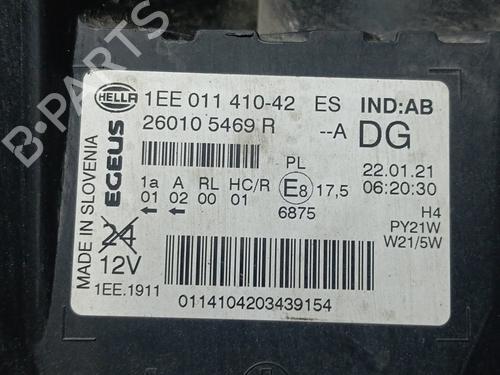 HELLA
1EE 011 410-42 ES IND:AB
26010 5469 R --A DG
MADE IN SLOVENIA
EGEUS
PL
22.01.21
1a A RL HC/R E8 17,5 06:20:30
01 02 00 01 6875 H4
PY21W
24
W21/5W
12V
1EE.1911
0114104203439154